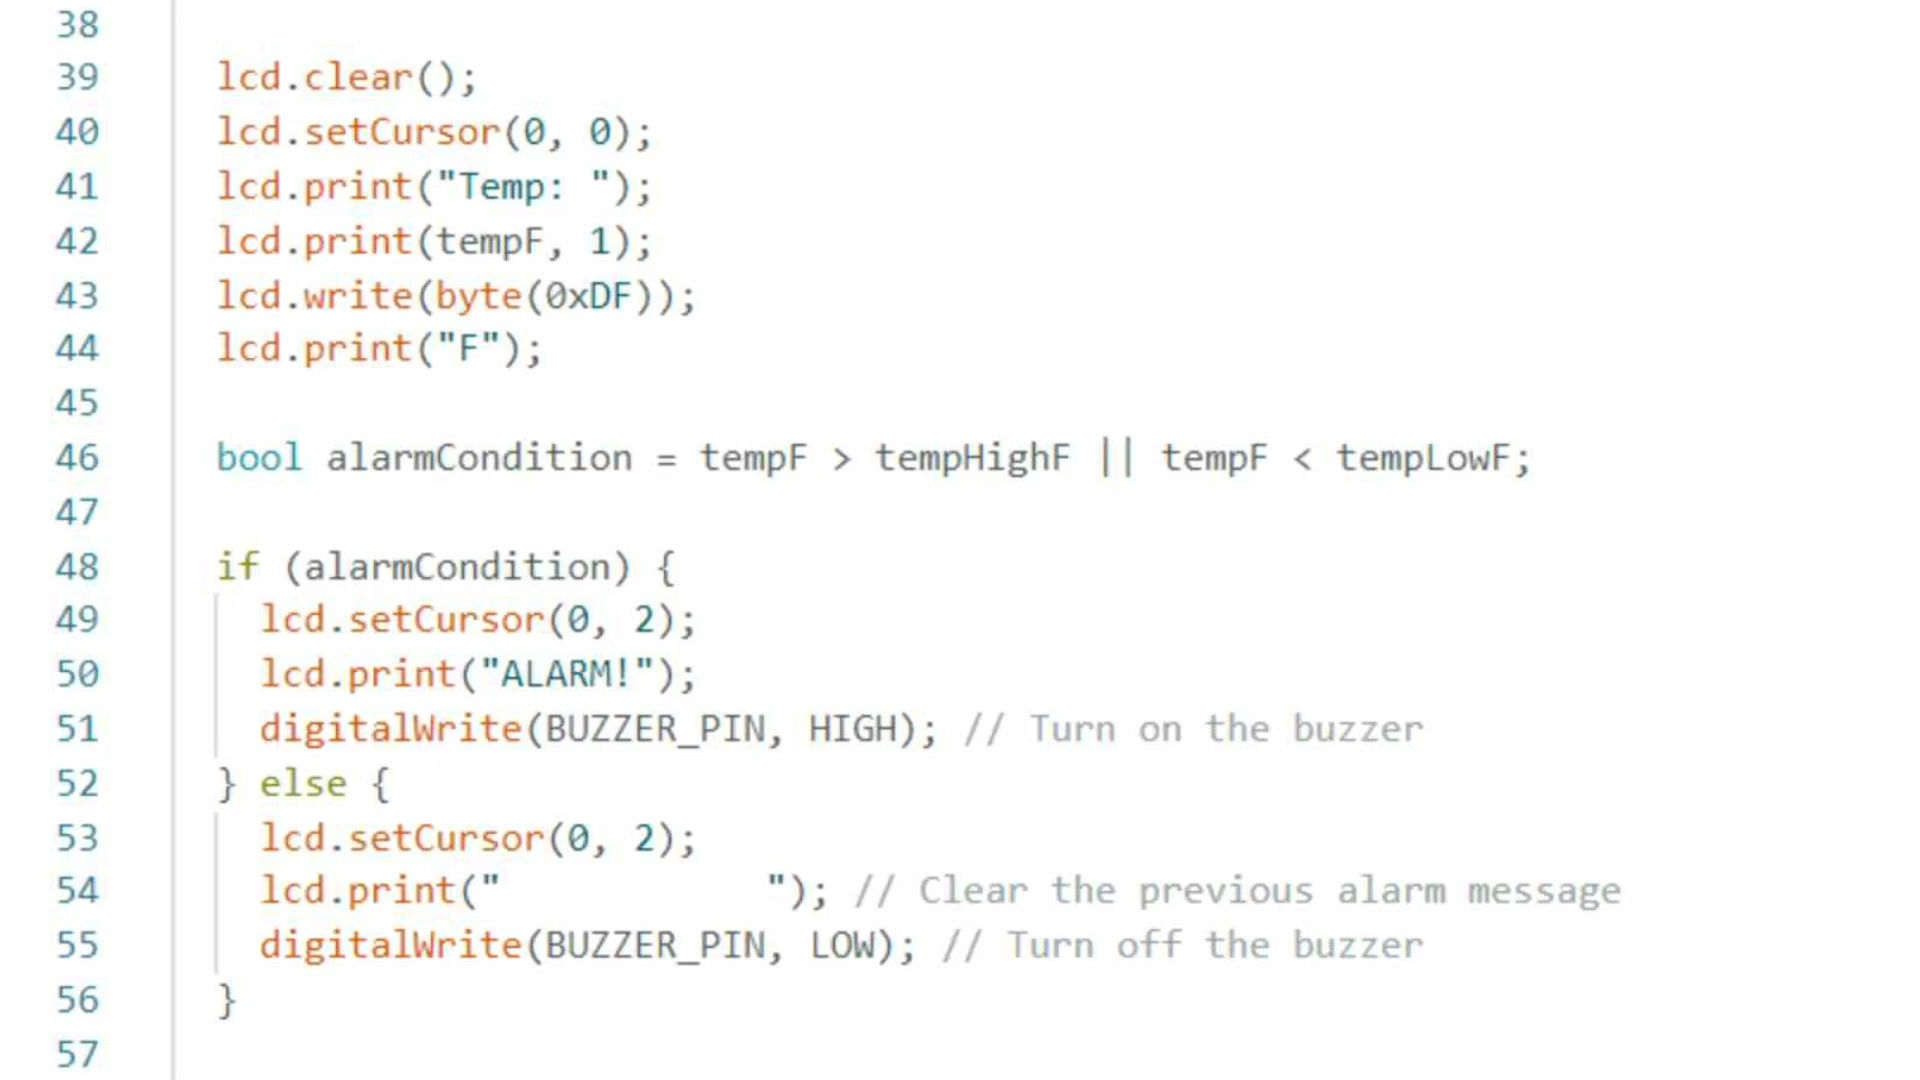 38
39 lcd.clear();
40 lcd.setCursor(0, 0);
41 lcd.print("Temp: ");
42 lcd.print(tempF, 1);
43 lcd.write(byte(0xDF));
44 lcd.print("F");
45
46 bool alarmCondition = tempF > tempHighF || tempF < tempLowF;
47
48 if (alarmCondition) {
49   lcd.setCursor(0, 2);
50   lcd.print("ALARM!");
51   digitalWrite(BUZZER_PIN, HIGH); // Turn on the buzzer
52 } else {
53   lcd.setCursor(0, 2);
54   lcd.print("            "); // Clear the previous alarm message
55   digitalWrite(BUZZER_PIN, LOW); // Turn off the buzzer
56 }
57